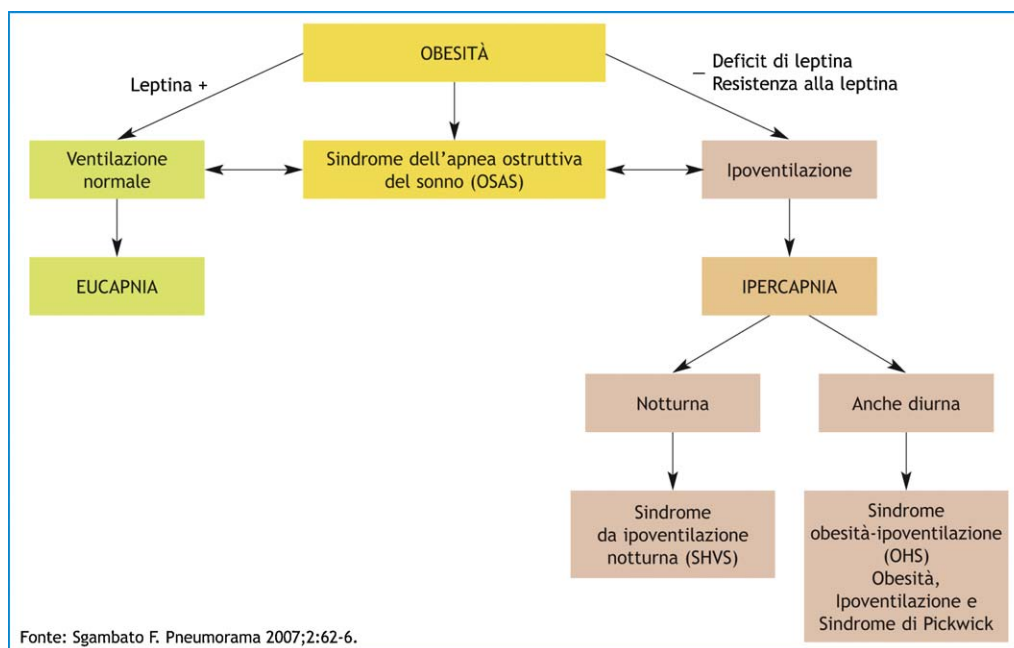 OBESITÀ
Leptina +
– Deficit di leptina
Resistenza alla leptina
Ventilazione
normale
Sindrome dell’apnea ostruttiva
del sonno (OSAS)
Ipoventilazione
EUCAPNIA
IPERCAPNIA
Notturna
Anche diurna
Sindrome
da ipoventilazione
notturna (SHVS)
Sindrome
obesità-ipoventilazione
(OHS)
Obesità,
Ipoventilazione e
Sindrome di Pickwick
Fonte: Sgambato F. Pneumorama 2007;2:62-6.